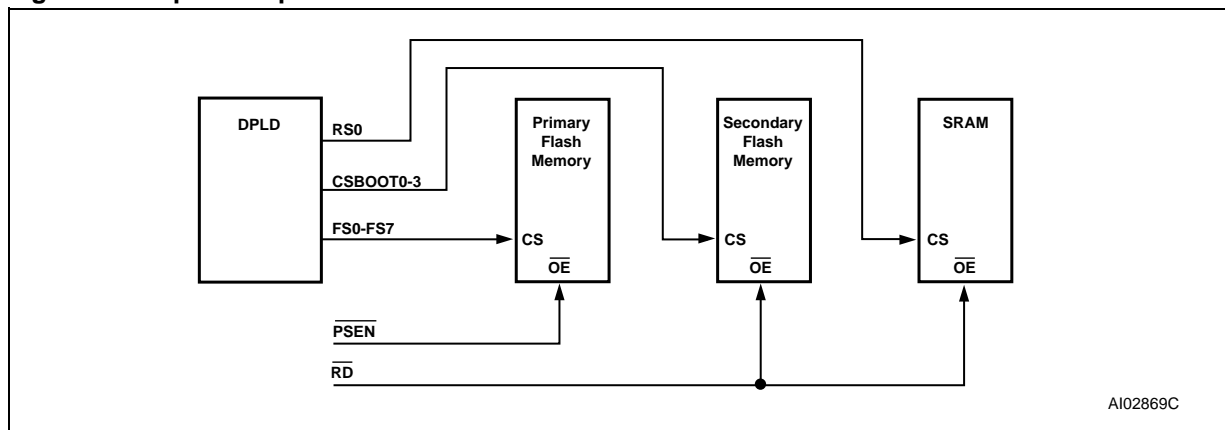 DPLD
RS0
CSBOOT0-3
FS0-FS7
Primary
Flash
Memory
CS
OE
Secondary
Flash
Memory
CS
OE
SRAM
CS
OE
PSEN
RD
AI02869C